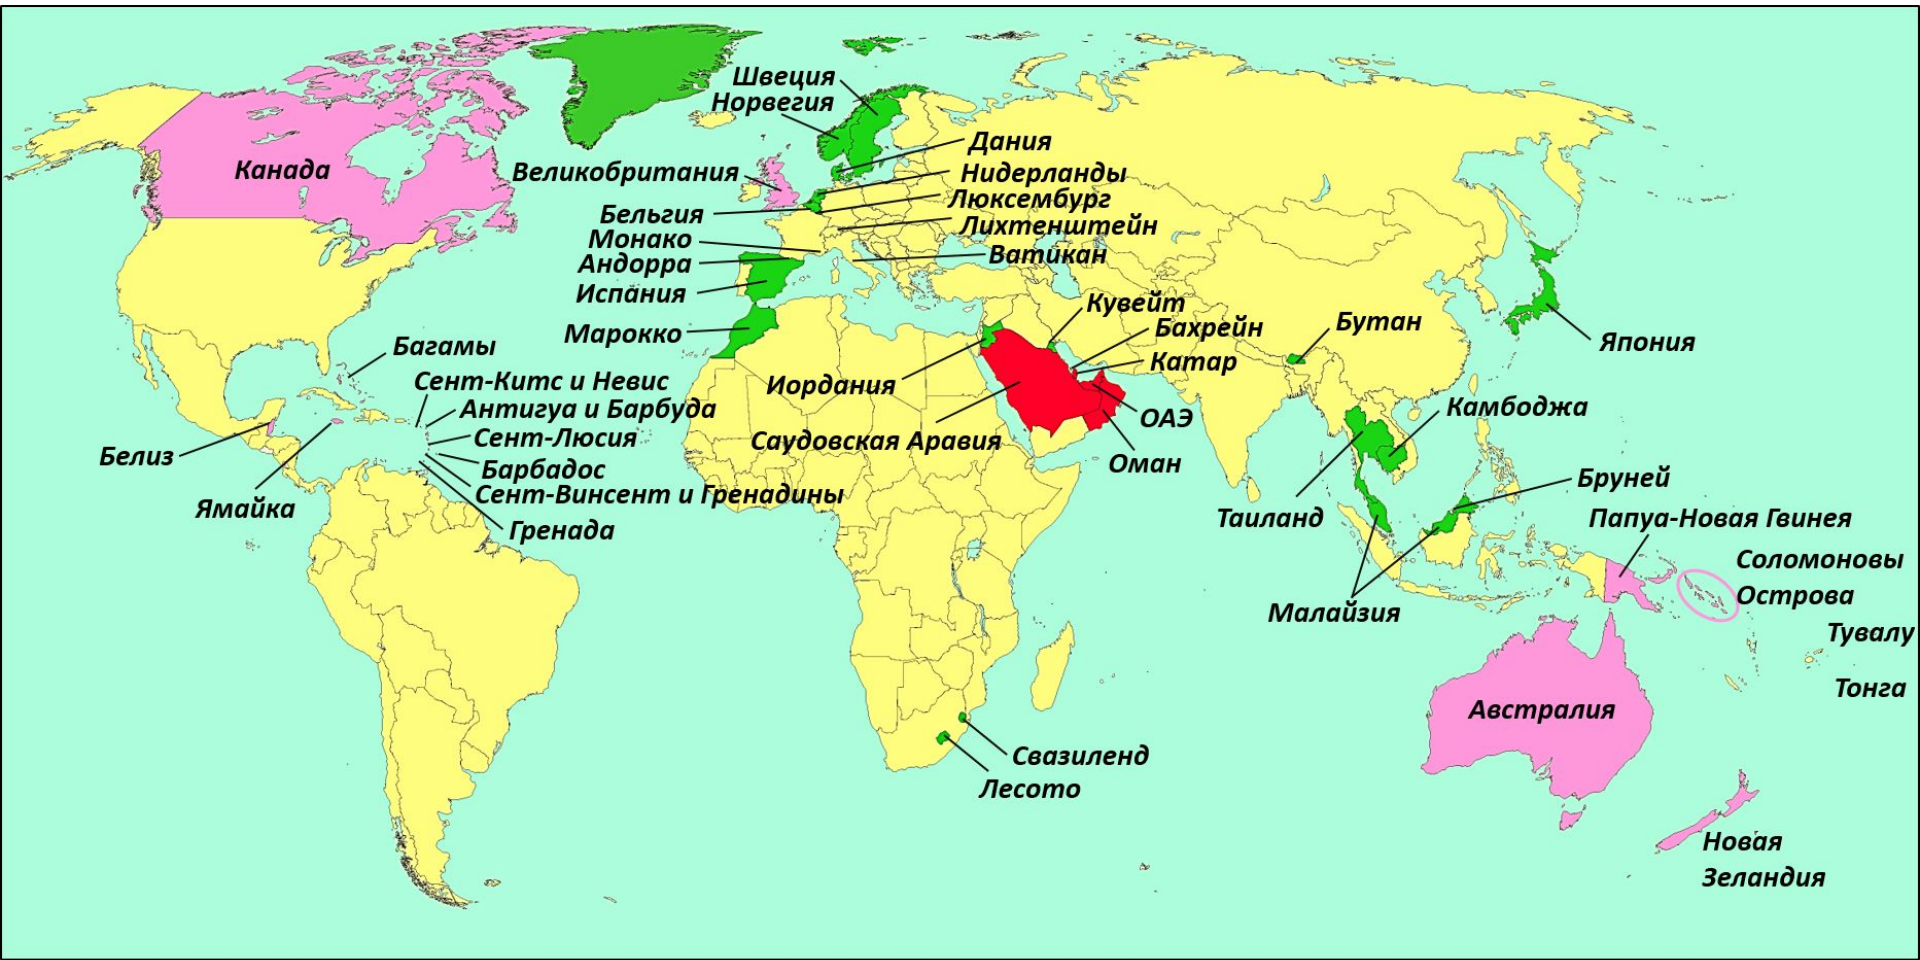 Швеция
Норвегия
Канада
Дания
Великобритания
Нидерланды
Люксембург
Бельгия
Лихтенштейн
Монако
Ватикан
Андорра
Испания
Кувейт
Марокко
Бахрейн
Бутан
Япония
Багамы
Катар
Сент-Китс и Невис
Иордания
Антигуа и Барбуда
Камбоджа
ОАЭ
Сент-Люсия
Саудовская Аравия
Белиз
Барбадос
Оман
Бруней
Сент-Винсент и Гренадины
Ямайка
Таиланд
Папуа-Новая Гвинея
Гренада
Соломоновы
Острова
Малайзия
Тувалу
Тонга
Австралия
Свазиленд
Лесото
Новая
Зеландия